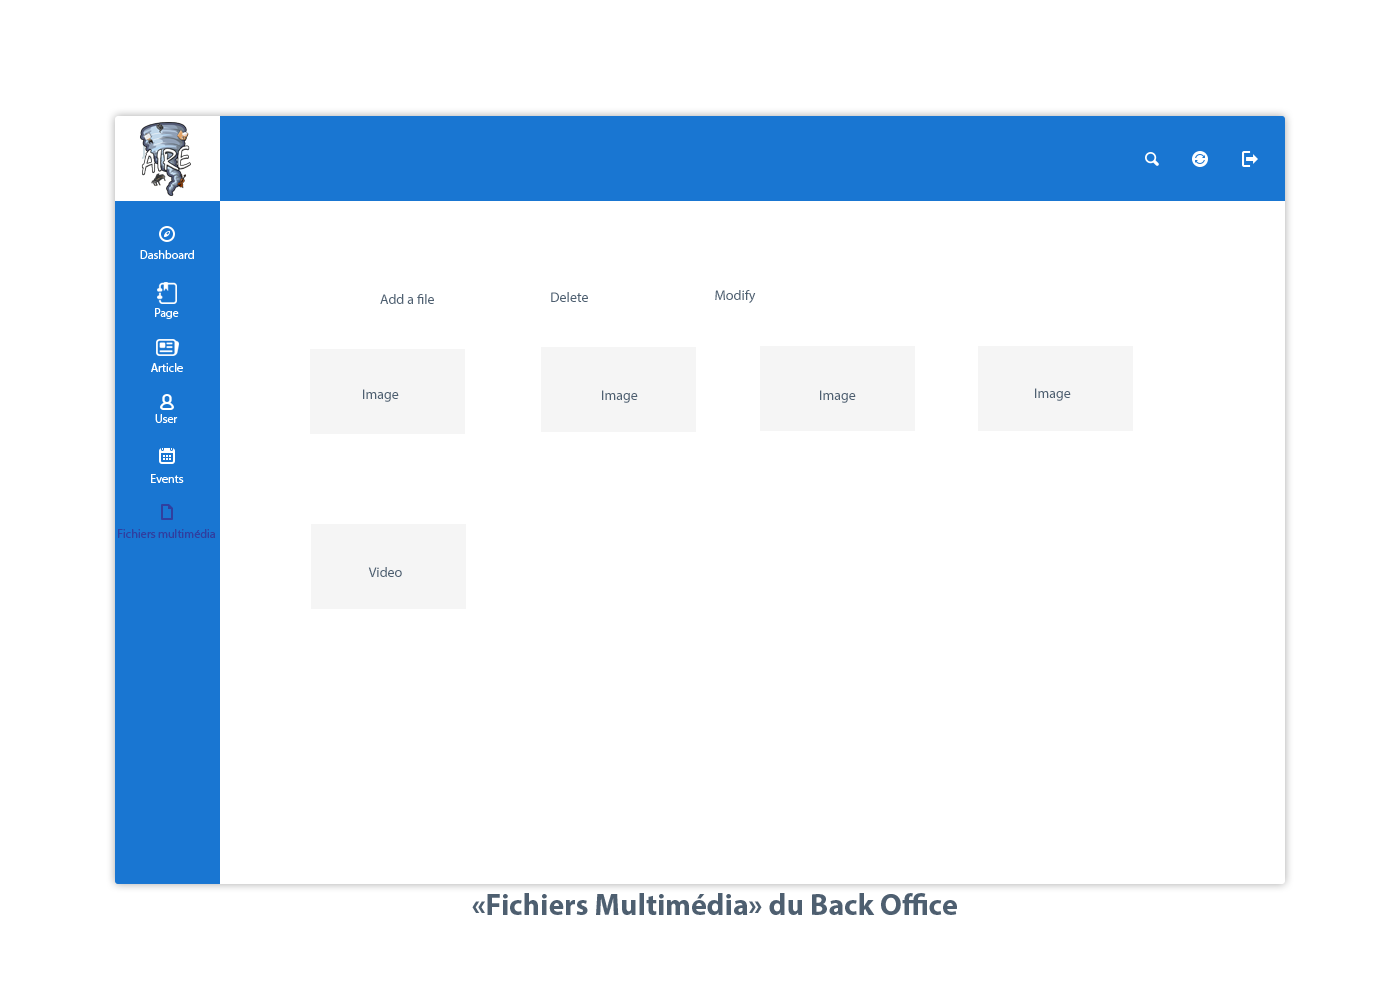 AIRE
Dashboard
Page
Article
User
Events
Fichiers multimédia
Add a file
Delete
Modify
Image
Image
Image
Image
Video
«Fichiers Multimédia» du Back Office